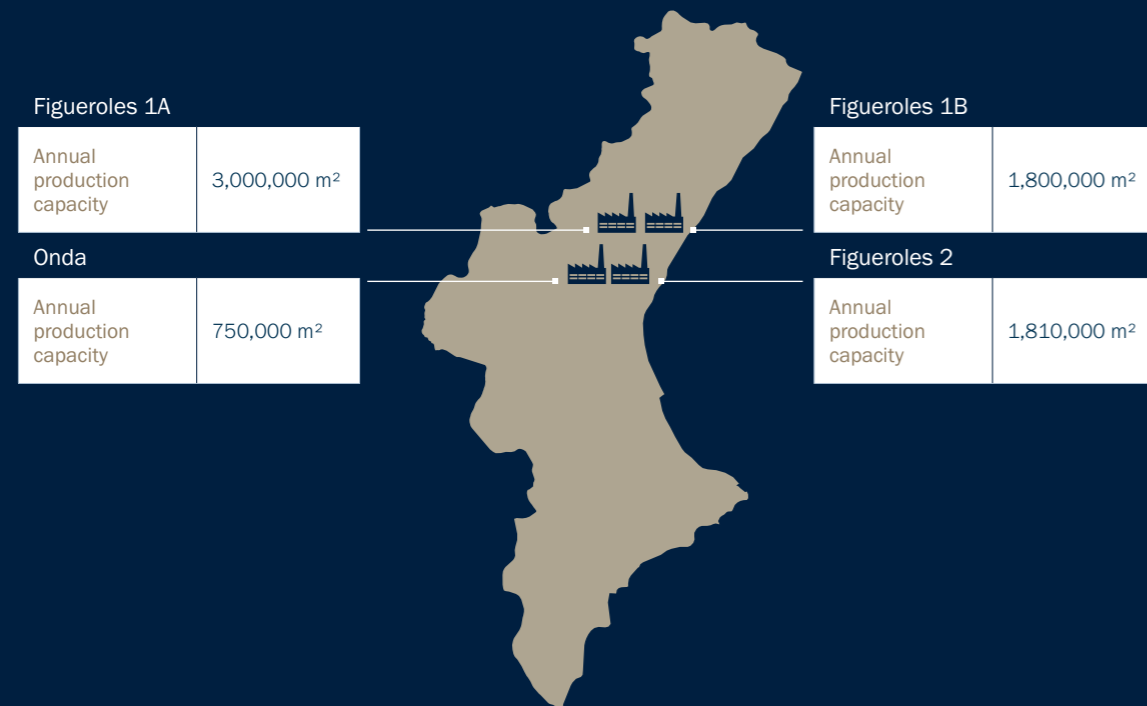 Figueroles 1A
Annual
production
capacity
3,000,000 m²
Onda
Annual
production
capacity
750,000 m²
Figueroles 1B
Annual
production
capacity
1,800,000 m²
Figueroles 2
Annual
production
capacity
1,810,000 m²